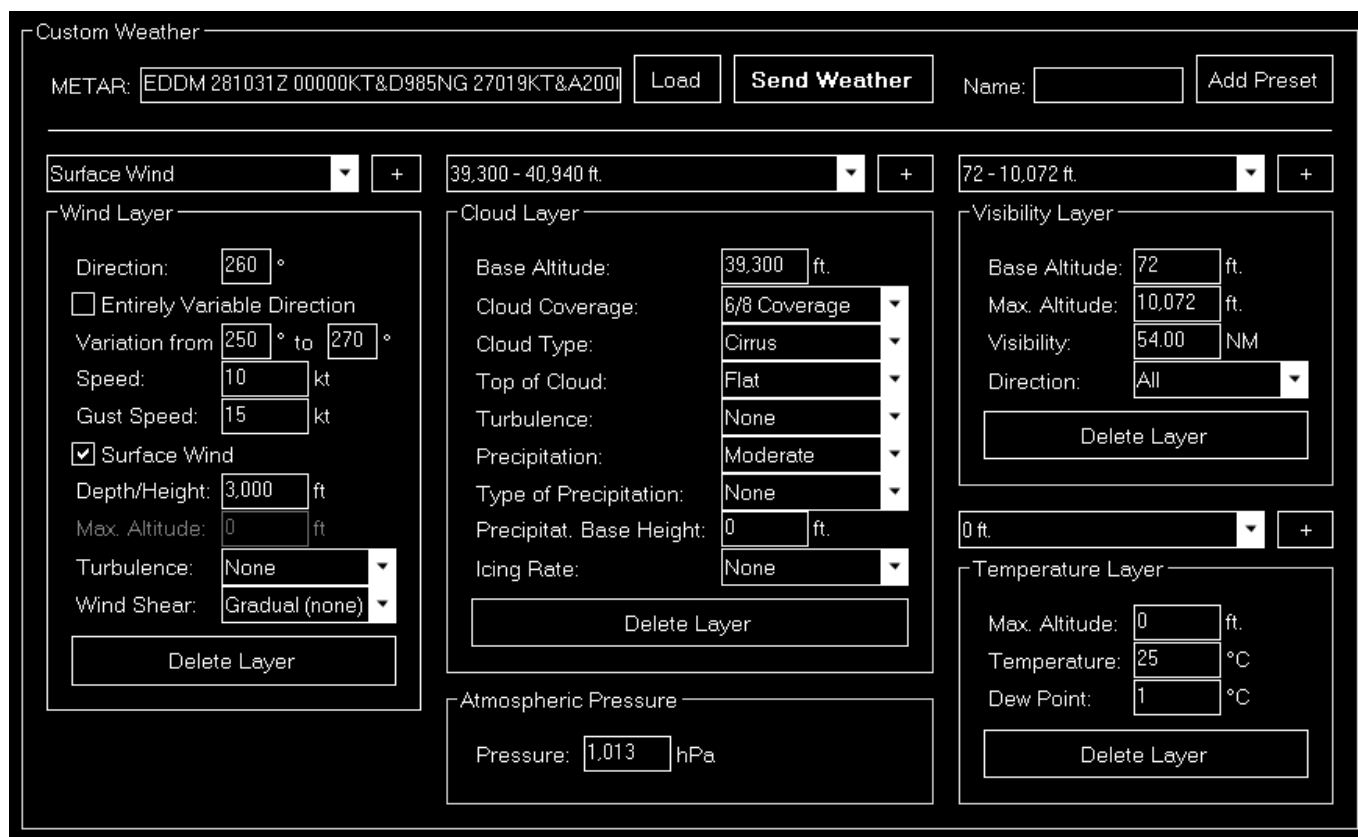 Custom Weather
METAR: EDDM 281031Z 00000KT&D985NG 27019KT&A200 Load Send Weather Name: Add Preset
Surface Wind + 39,300 - 40,940 ft. + 72 - 10,072 ft. +
Wind Layer
Direction: 260 °
Entirely Variable Direction
Variation from 250 ° to 270 °
Speed: 10 kt
Gust Speed: 15 kt
Surface Wind
Depth/Height: 3,000 ft
Max. Altitude: 0 ft
Turbulence: None
Wind Shear: Gradual (none)
Delete Layer
Cloud Layer
Base Altitude: 39,300 ft.
Cloud Coverage: 6/8 Coverage
Cloud Type: Cirrus
Top of Cloud: Flat
Turbulence: None
Precipitation: Moderate
Type of Precipitation: None
Precipitat. Base Height: 0 ft.
Icing Rate: None
Delete Layer
Atmospheric Pressure
Pressure: 1,013 hPa
Visibility Layer
Base Altitude: 72 ft.
Max. Altitude: 10,072 ft.
Visibility: 54.00 NM
Direction: All
Delete Layer
0 ft. +
Temperature Layer
Max. Altitude: 0 ft.
Temperature: 25 °C
Dew Point: 1 °C
Delete Layer